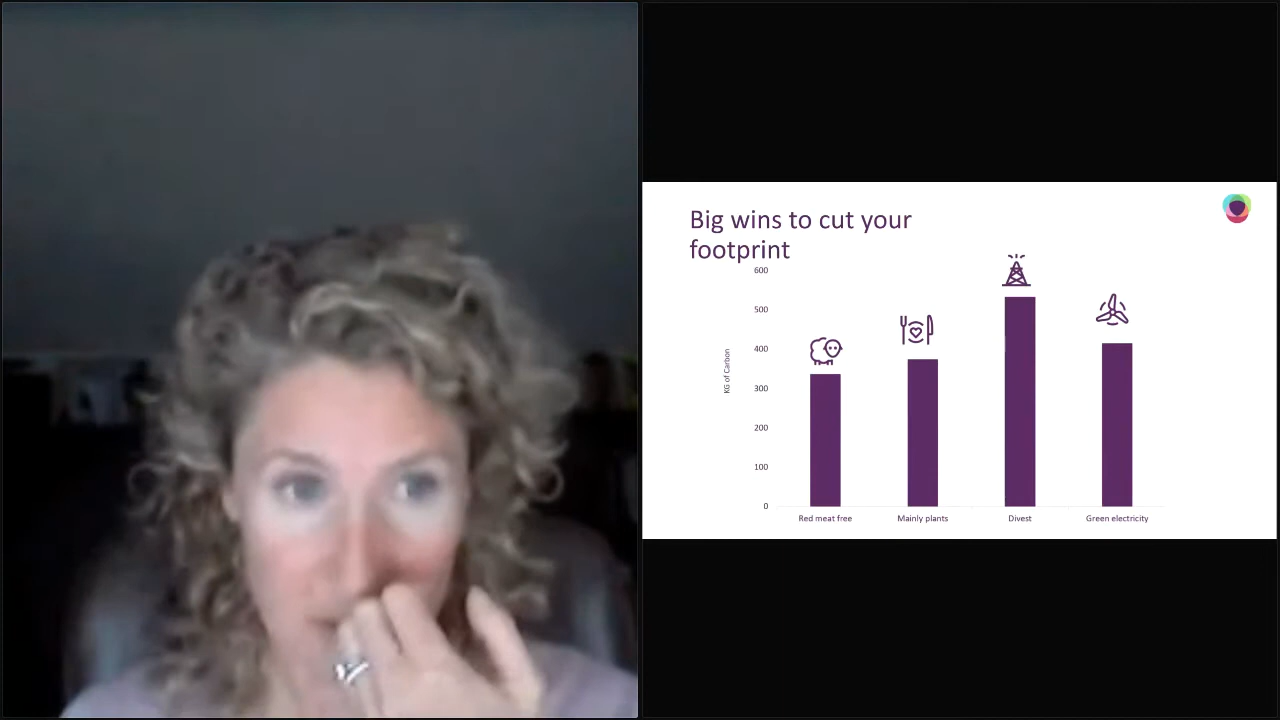 Big wins to cut your
footprint
600
500
400
300
200
100
0
KG of Carbon
Red meat free
Mainly plants
Divest
Green electricity